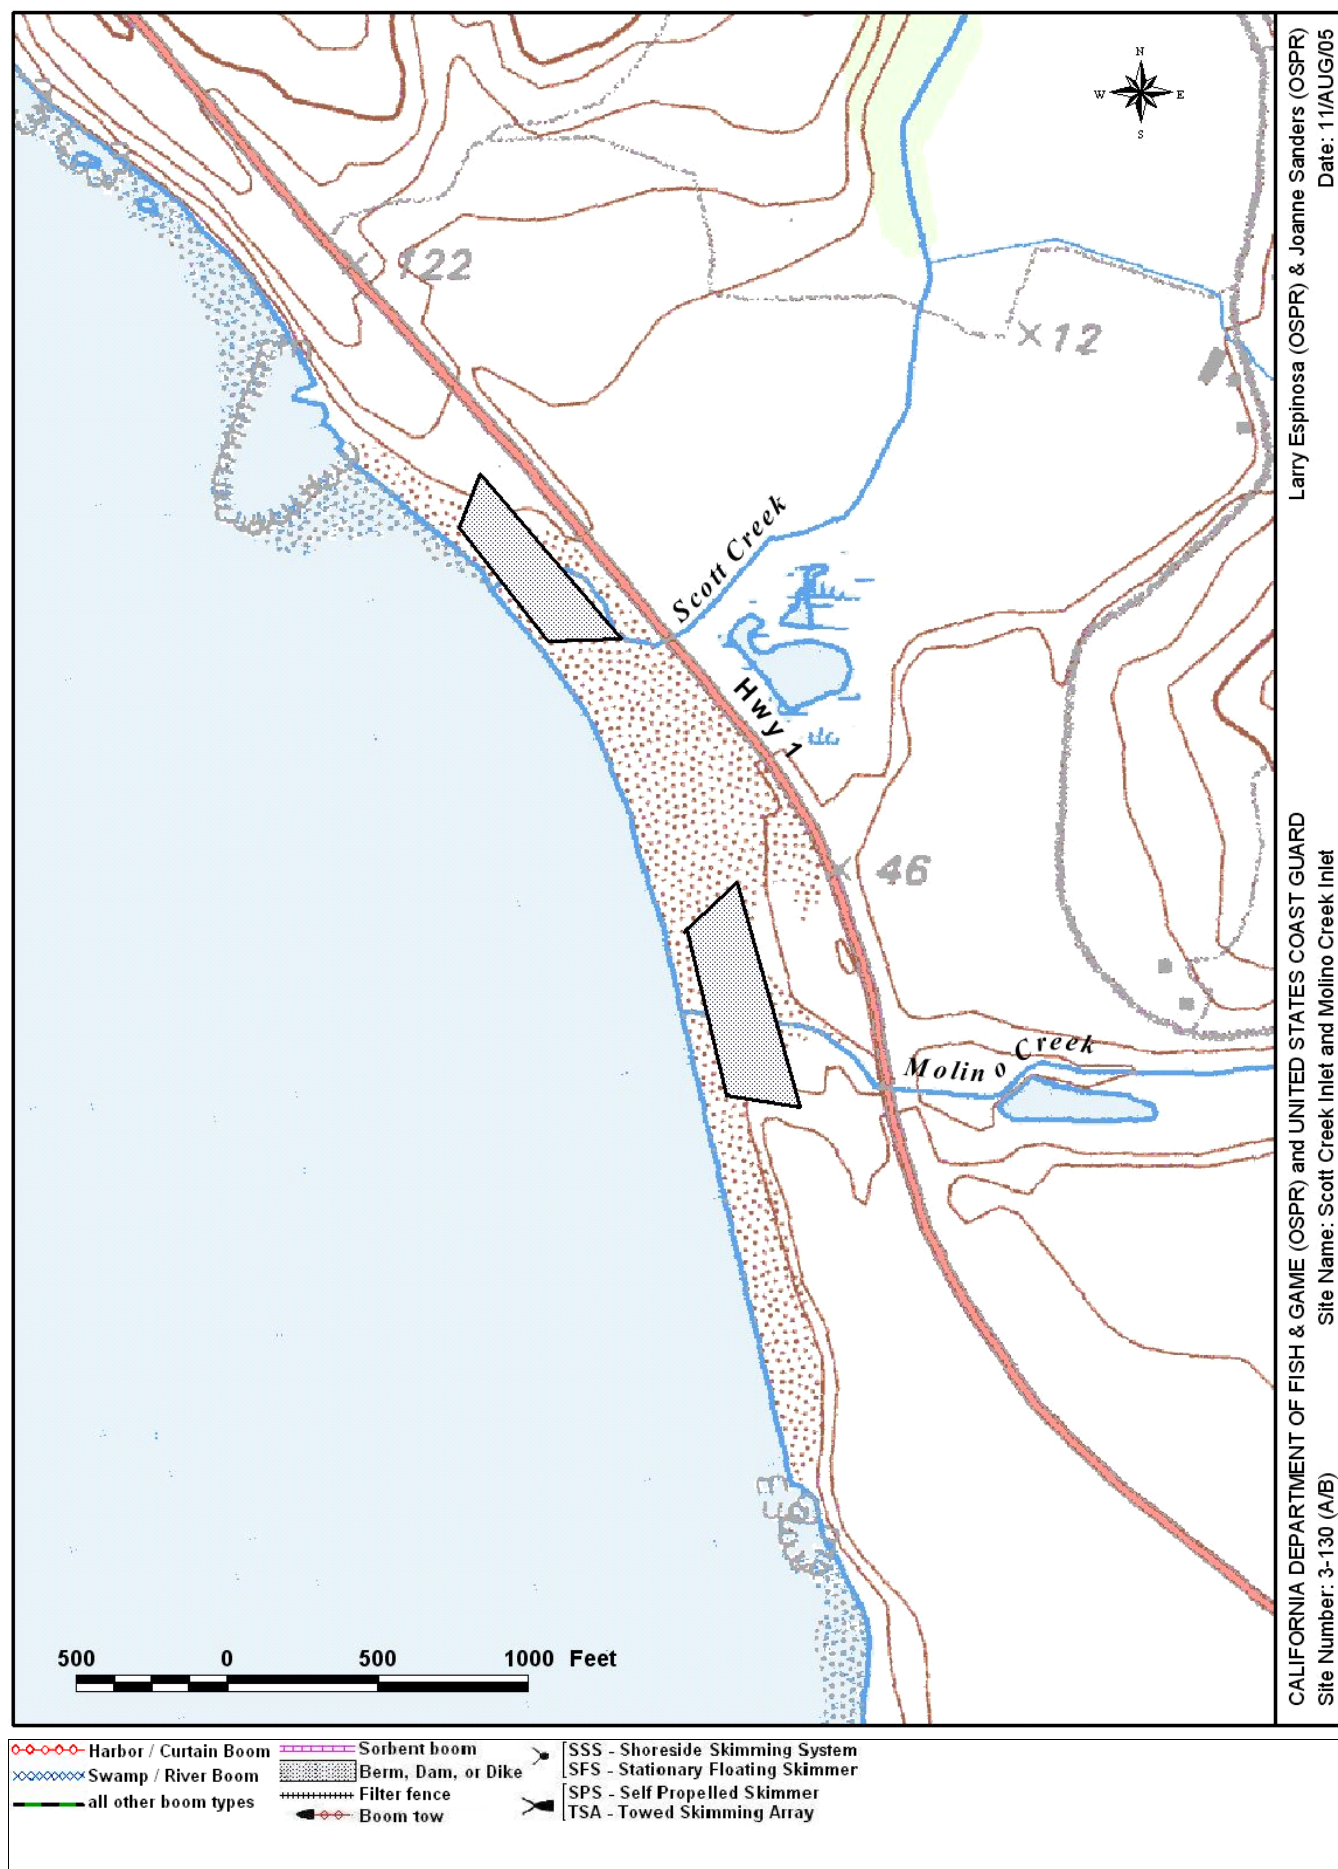 N
W E
S
122
12
Scott Creek
Hwy 1
46
Molino Creek
500 0 500 1000 Feet
CALIFORNIA DEPARTMENT OF FISH & GAME (OSPR) and UNITED STATES COAST GUARD
Larry Espinosa (OSPR) & Joanne Sanders (OSPR)
Site Number: 3-130 (A/B)
Site Name: Scott Creek Inlet and Molino Creek Inlet
Date: 11/AUG/05
Harbor / Curtain Boom
Swamp / River Boom
all other boom types
Sorbent boom
Berm, Dam, or Dike
Filter fence
Boom tow
SSS - Shoreside Skimming System
SFS - Stationary Floating Skimmer
SPS - Self Propelled Skimmer
TSA - Towed Skimming Array